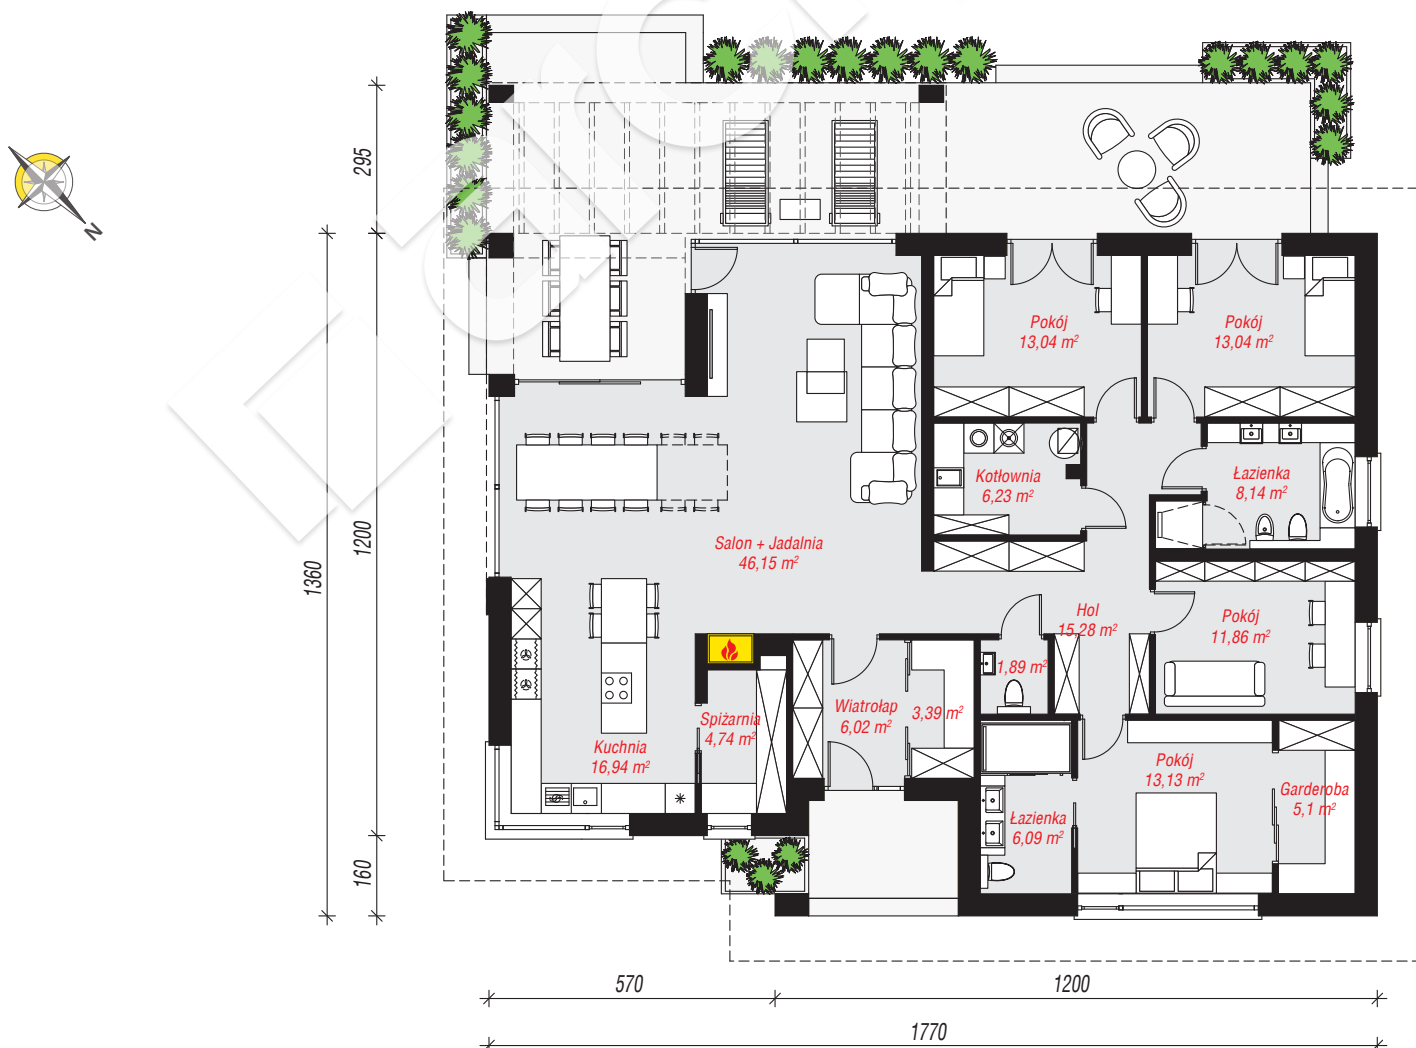 295
1360
1200
160
N
Pokój
13,04 m²
Pokój
13,04 m²
Kotłownia
6,23 m²
Łazienka
8,14 m²
Salon + Jadalnia
46,15 m²
Hol
15,28 m²
Pokój
11,86 m²
1,89 m²
Wiatrołap
6,02 m²
3,39 m²
Spiżarnia
4,74 m²
Kuchnia
16,94 m²
Pokój
13,13 m²
Garderoba
5,1 m²
Łazienka
6,09 m²
570
1200
1770